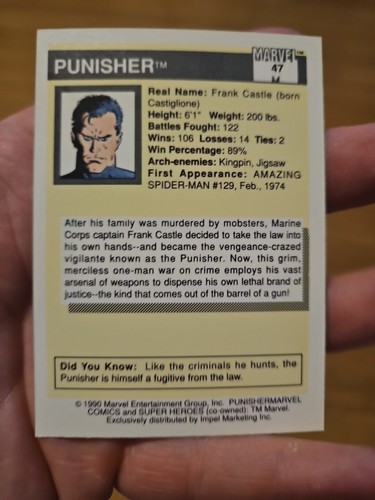 PUNISHER™
MARVEL™
47
Real Name: Frank Castle (born
Castiglione)
Height: 6'1" Weight: 200 lbs.
Battles Fought: 122
Wins: 106 Losses: 14 Ties: 2
Win Percentage: 89%
Arch-enemies: Kingpin, Jigsaw
First Appearance: AMAZING
SPIDER-MAN #129, Feb., 1974
After his family was murdered by mobsters, Marine
Corps captain Frank Castle decided to take the law into
his own hands--and became the vengeance-crazed
vigilante known as the Punisher. Now, this grim,
merciless one-man war on crime employs his vast
arsenal of weapons to dispense his own lethal brand of
justice--the kind that comes out of the barrel of a gun!
Did You Know: Like the criminals he hunts, the
Punisher is himself a fugitive from the law.
© 1990 Marvel Entertainment Group, Inc. PUNISHERMARVEL
COMICS and SUPER HEROES (co-owned): TM Marvel.
Exclusively distributed by Impel Marketing Inc.